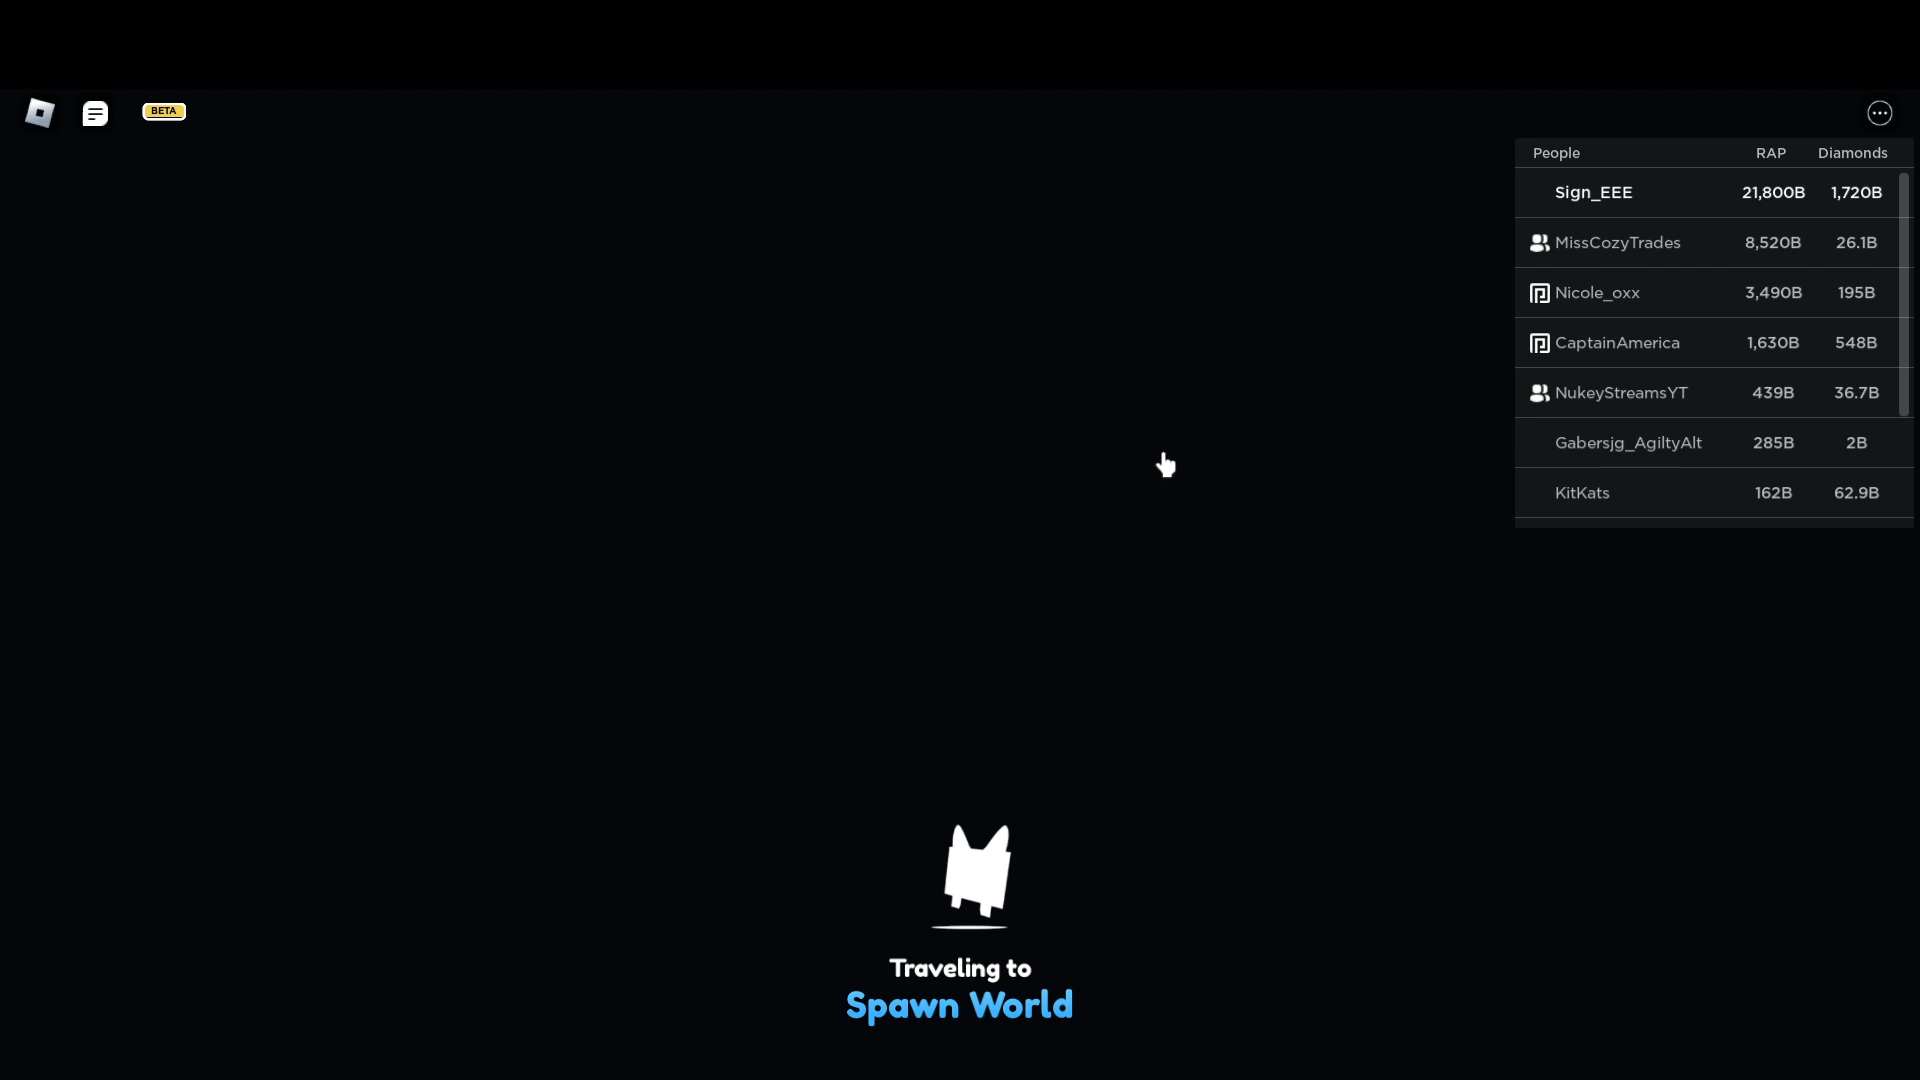 BETA
People RAP Diamonds
Sign_EEE 21,800B 1,720B
MissCozyTrades 8,520B 26.1B
Nicole_oxx 3,490B 195B
CaptainAmerica 1,630B 548B
NukeyStreamsYT 439B 36.7B
Gabersjg_AgiltyAlt 285B 2B
KitKats 162B 62.9B
Traveling to
Spawn World